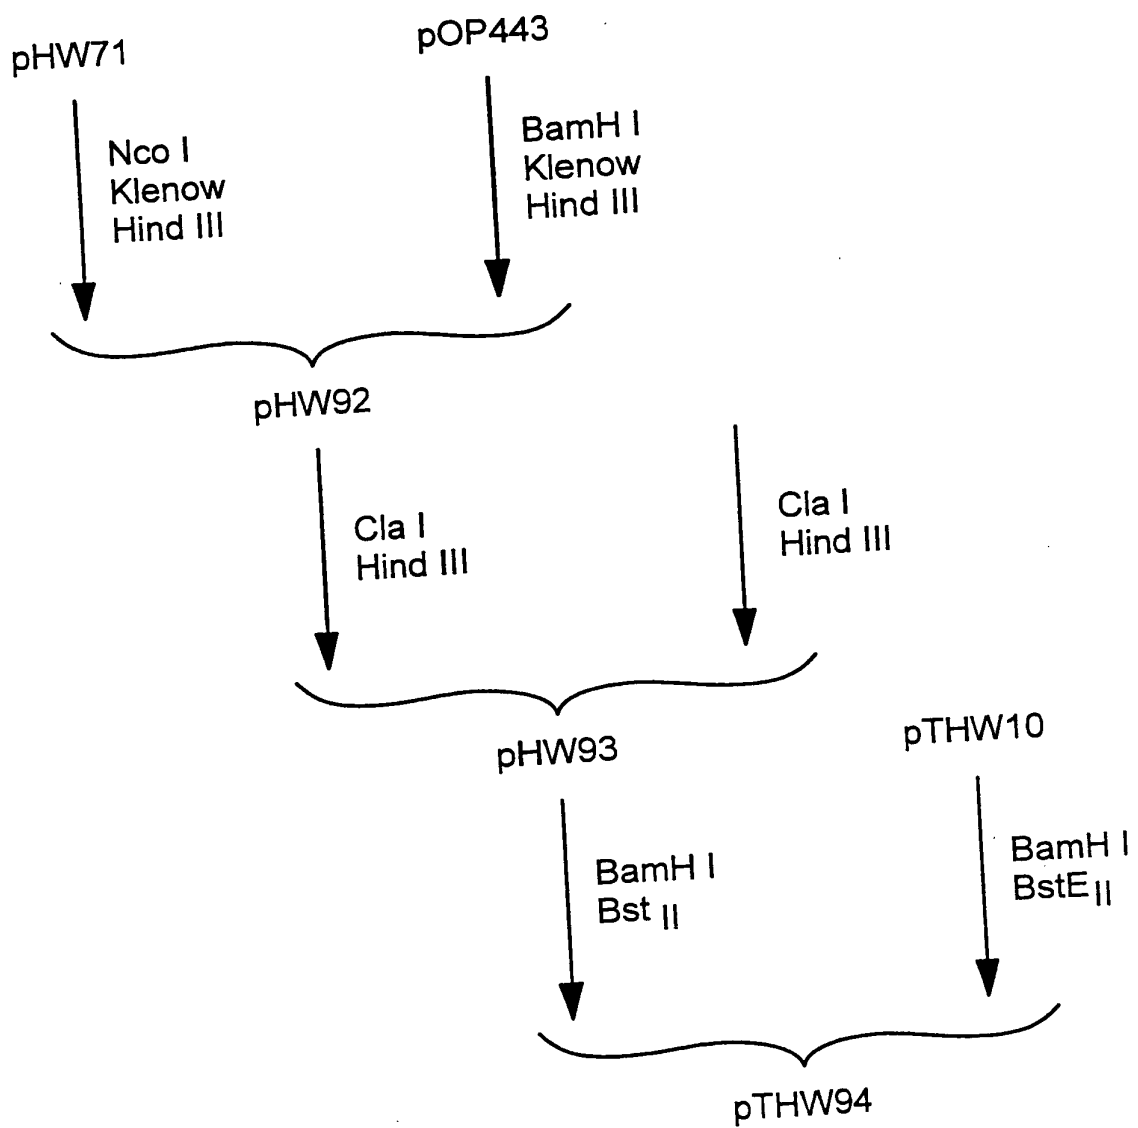 pHW71
pOP443
Nco I
Klenow
Hind III
BamH I
Klenow
Hind III
pHW92
Cla I
Hind III
Cla I
Hind III
pHW93
pTHW10
BamH I
Bst II
BamH I
BstE II
pTHW94